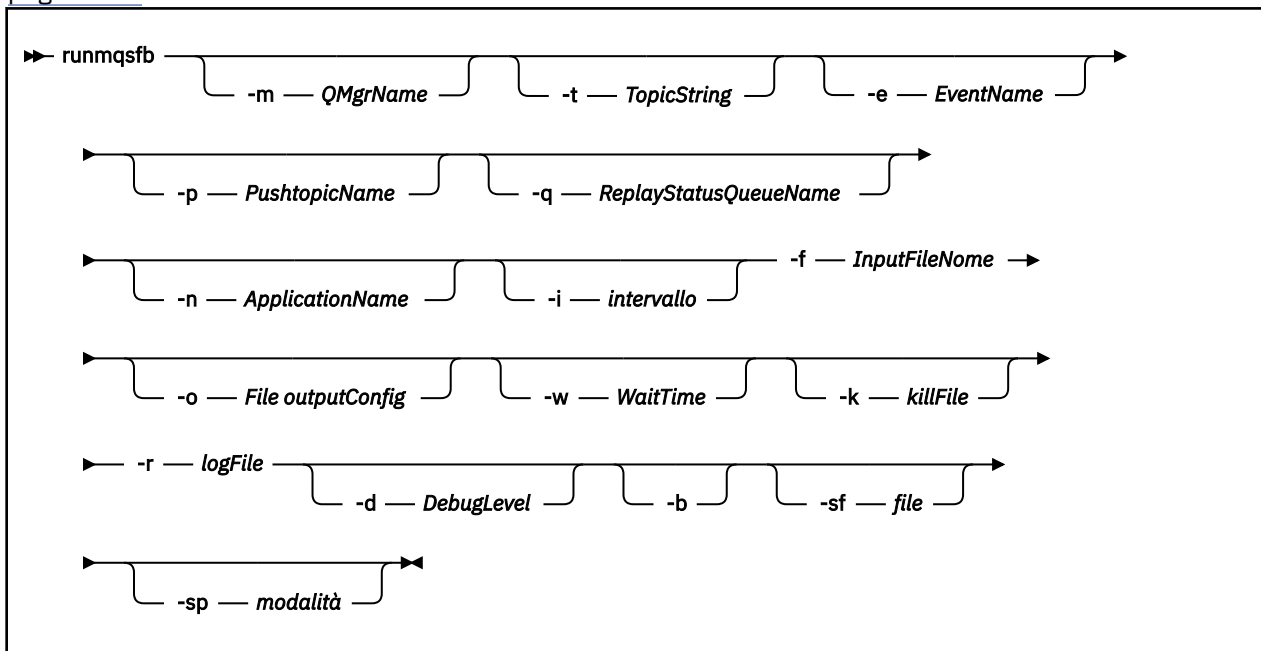 runmqsfb
-m QMgrName -t TopicString -e EventName
-p PushtopicName -q ReplayStatusQueueName
-f InputFileNome
-n ApplicationName -i intervallo
-o File outputConfig -w WaitTime -k killFile
-r logFile
-d DebugLevel -b -sf file
-sp modalità